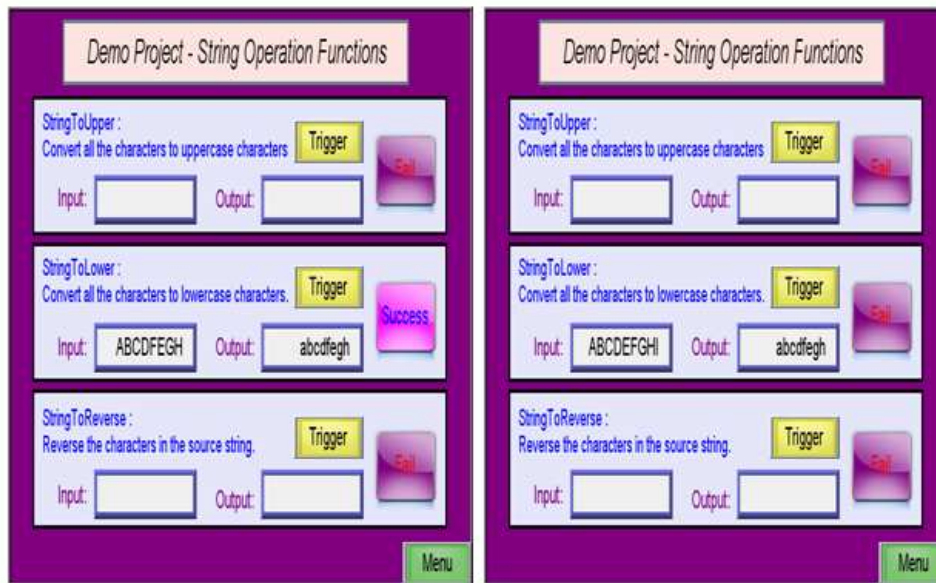 Demo Project - String Operation Functions
StringToUpper :
Convert all the characters to uppercase characters
Trigger
Fail
Input:
Output:
StringToLower :
Convert all the characters to lowercase characters.
Trigger
Success
Input: ABCDFEGH
Output: abcdfegh
StringToReverse :
Reverse the characters in the source string.
Trigger
Fail
Input:
Output:
Menu
Demo Project - String Operation Functions
StringToUpper :
Convert all the characters to uppercase characters
Trigger
Fail
Input:
Output:
StringToLower :
Convert all the characters to lowercase characters.
Trigger
Fail
Input: ABCDEFGHI
Output: abcdfegh
StringToReverse :
Reverse the characters in the source string.
Trigger
Fail
Input:
Output:
Menu